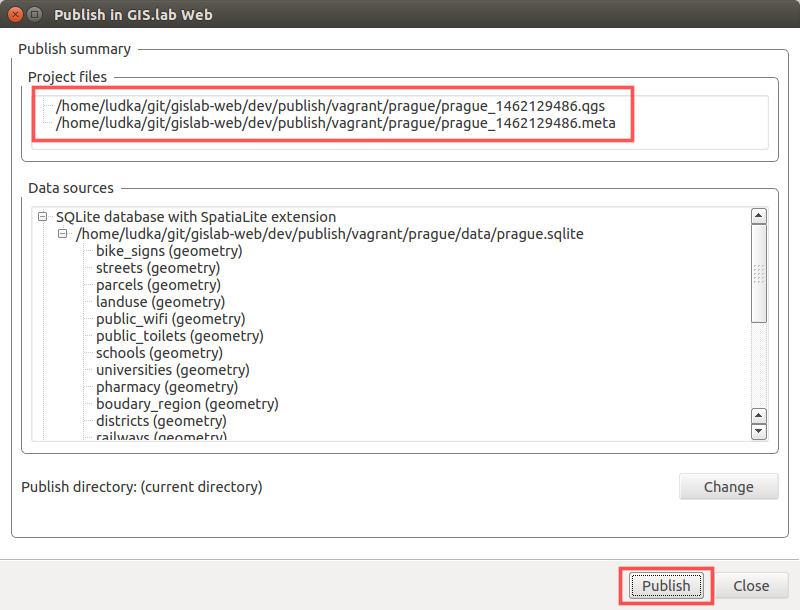 Publish in GIS.lab Web
Publish summary
Project files
/home/ludka/git/gislab-web/dev/publish/vagrant/prague/prague_1462129486.qgs
/home/ludka/git/gislab-web/dev/publish/vagrant/prague/prague_1462129486.meta
Data sources
SQLite database with SpatiaLite extension
/home/ludka/git/gislab-web/dev/publish/vagrant/prague/data/prague.sqlite
bike_signs (geometry)
streets (geometry)
parcels (geometry)
landuse (geometry)
public_wifi (geometry)
public_toilets (geometry)
schools (geometry)
universities (geometry)
pharmacy (geometry)
boudary_region (geometry)
districts (geometry)
railways (geometry)
Publish directory: (current directory)
Change
Publish
Close